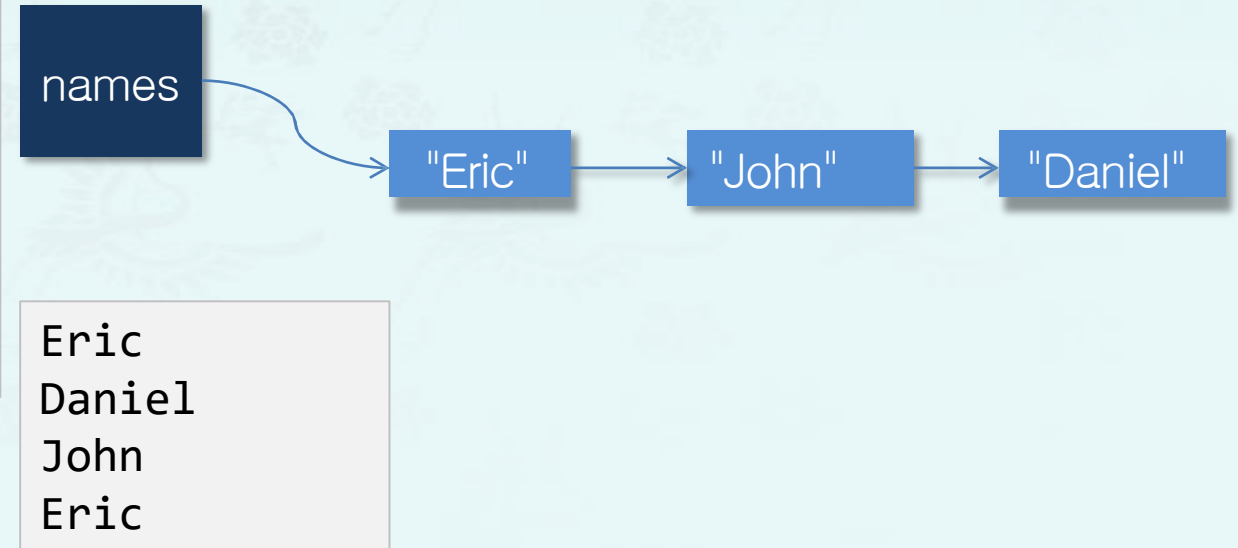 names
"Eric" "John" "Daniel"
Eric
Daniel
John
Eric